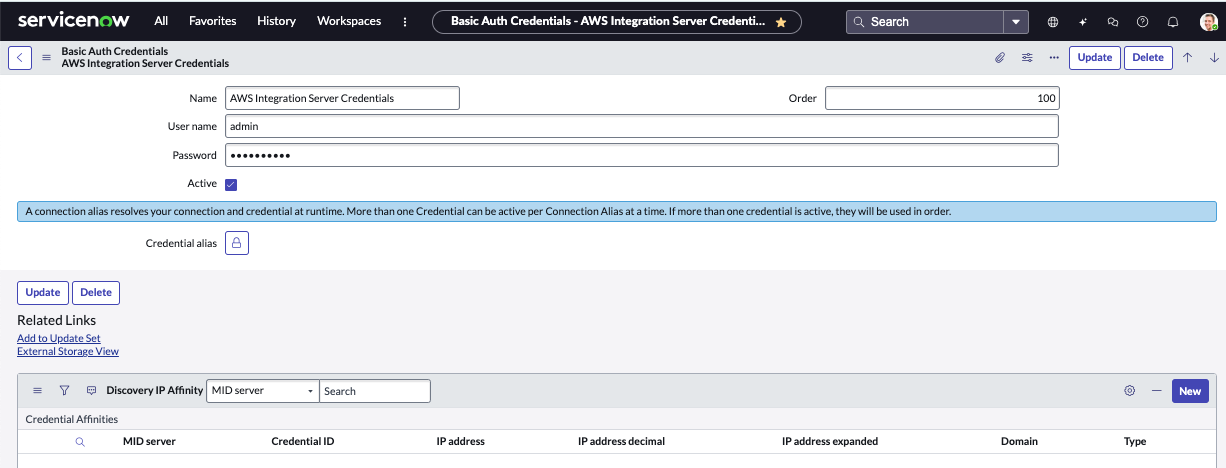 servicenow All Favorites History Workspaces Basic Auth Credentials - AWS Integration Server Credenti... Search
Basic Auth Credentials
AWS Integration Server Credentials
Update Delete
Name AWS Integration Server Credentials Order 100
User name admin
Password ••••••••••
Active
A connection alias resolves your connection and credential at runtime. More than one Credential can be active per Connection Alias at a time. If more than one credential is active, they will be used in order.
Credential alias
Update Delete
Related Links
Add to Update Set
External Storage View
Discovery IP Affinity MID server Search New
Credential Affinities
MID server Credential ID IP address IP address decimal IP address expanded Domain Type